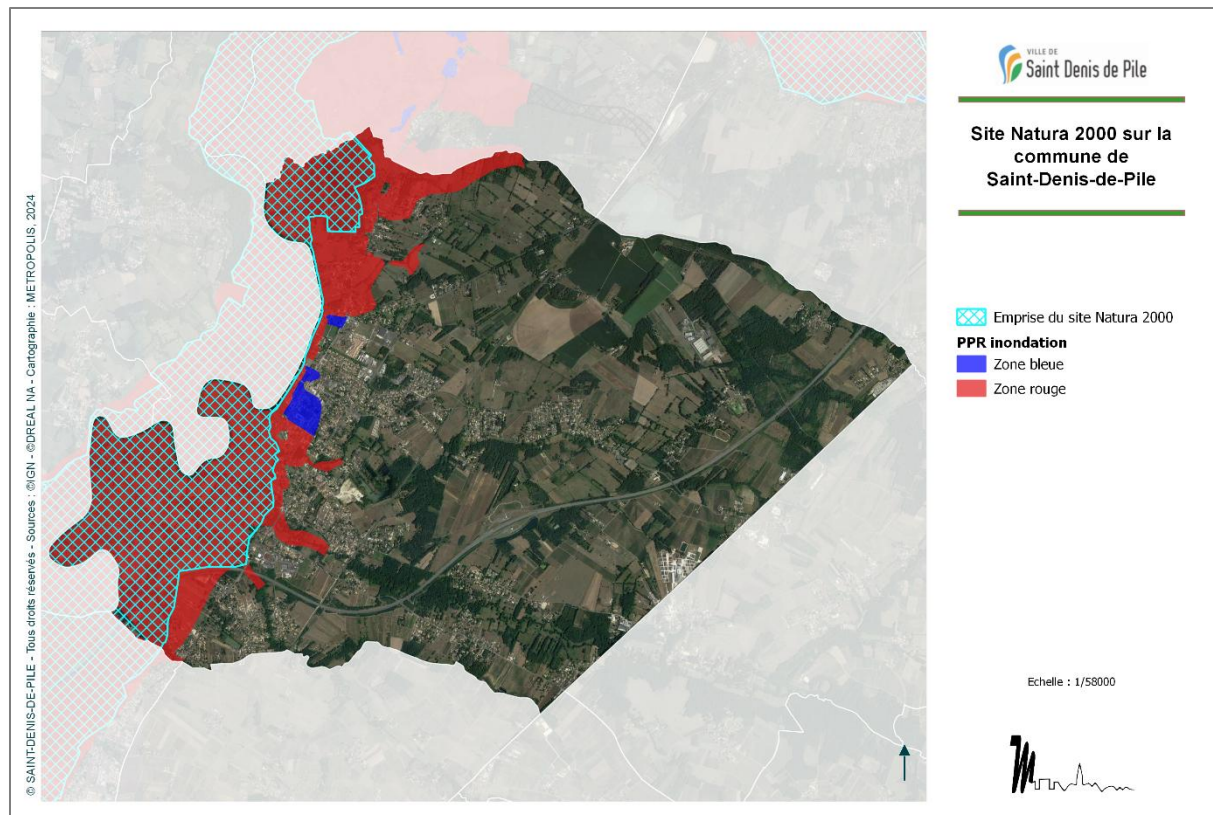 VILLE DE
Saint Denis de Pile
Site Natura 2000 sur la
commune de
Saint-Denis-de-Pile
Emprise du site Natura 2000
PPR inondation
Zone bleue
Zone rouge
Echelle : 1/58000
© SAINT-DENIS-DE-PILE - Tous droits réservés - Sources : ©IGN - ©DREAL NA - Cartographie : METROPOLIS, 2024